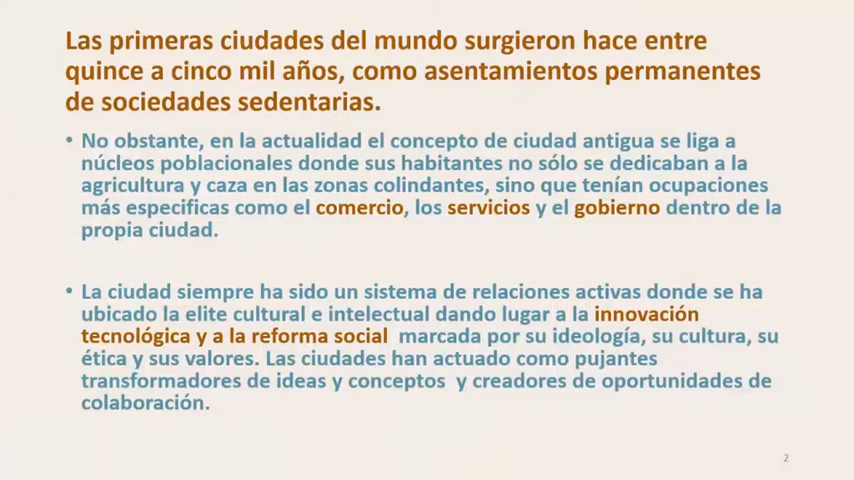 Las primeras ciudades del mundo surgieron hace entre
quince a cinco mil años, como asentamientos permanentes
de sociedades sedentarias.
• No obstante, en la actualidad el concepto de ciudad antigua se liga a
núcleos poblacionales donde sus habitantes no sólo se dedicaban a la
agricultura y caza en las zonas colindantes, sino que tenían ocupaciones
más especificas como el comercio, los servicios y el gobierno dentro de la
propia ciudad.
• La ciudad siempre ha sido un sistema de relaciones activas donde se ha
ubicado la elite cultural e intelectual dando lugar a la innovación
tecnológica y a la reforma social marcada por su ideología, su cultura, su
ética y sus valores. Las ciudades han actuado como pujantes
transformadores de ideas y conceptos y creadores de oportunidades de
colaboración.
2